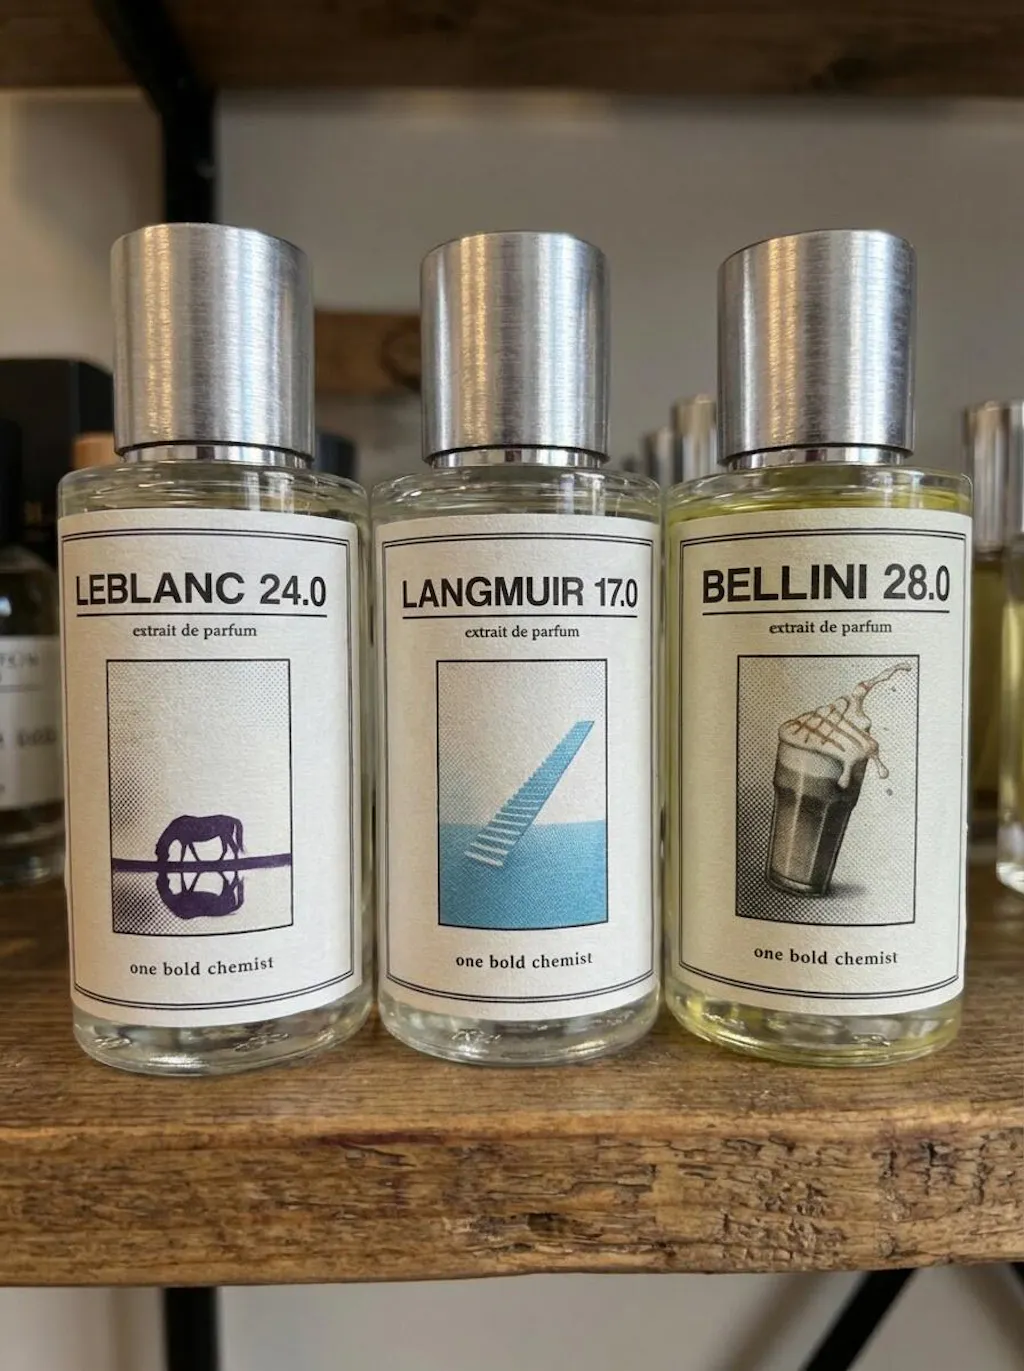 LEBLANC 24.0
extrait de parfum
one bold chemist
LANGMUIR 17.0
extrait de parfum
one bold chemist
BELLINI 28.0
extrait de parfum
one bold chemist